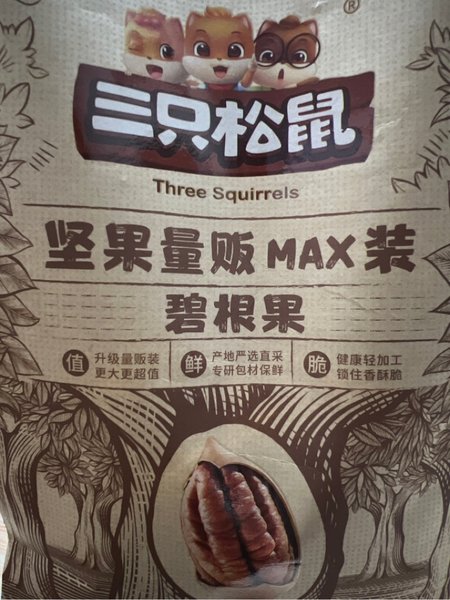 ®
三只松鼠
Three Squirrels
坚果量贩MAX装
碧根果
值 升级量贩装
更大更超值
鲜 产地严选直采
专研包材保鲜
脆 健康轻加工
锁住香酥脆